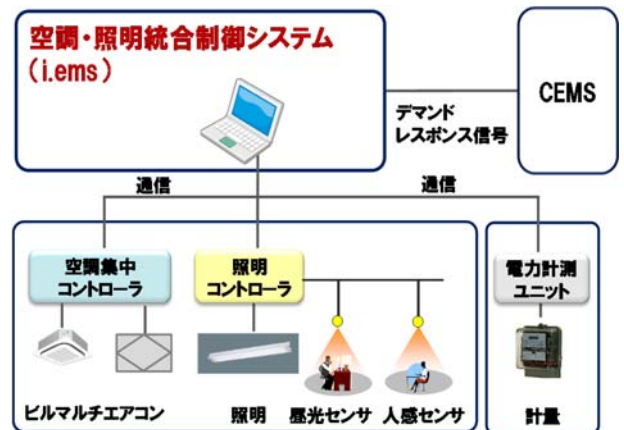 空調・照明統合制御システム
(i.ems)
CEMS
デマンド
レスポンス信号
通信
通信
空調集中
コントローラ
照明
コントローラ
電力計測
ユニット
ビルマルチエアコン
照明
昼光センサ
人感センサ
計量